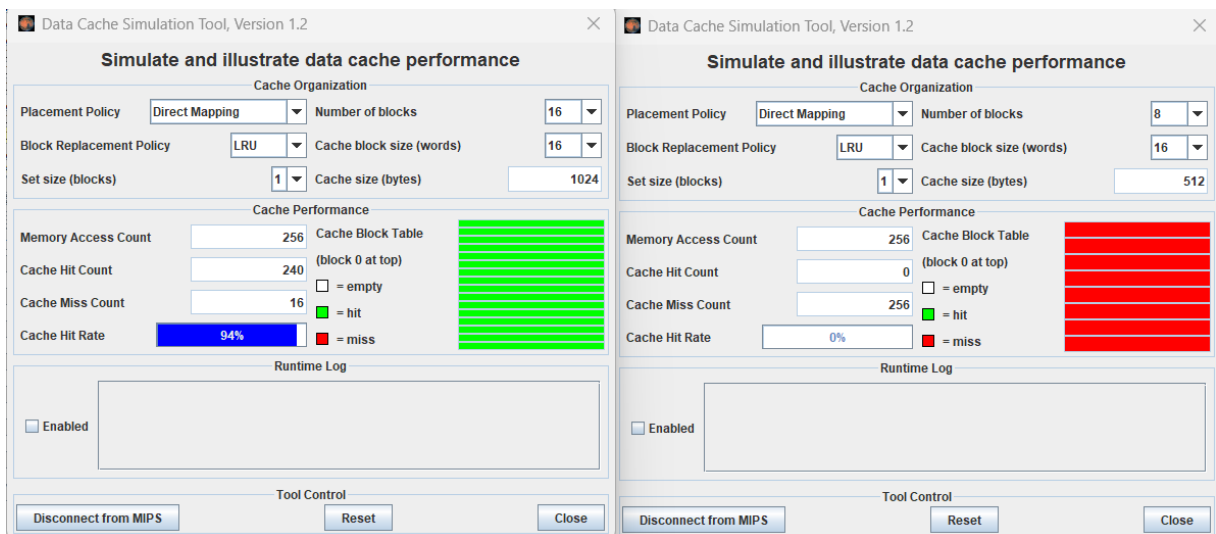 Data Cache Simulation Tool, Version 1.2
Simulate and illustrate data cache performance
Cache Organization
Placement Policy Direct Mapping Number of blocks 16
Block Replacement Policy LRU Cache block size (words) 16
Set size (blocks) 1 Cache size (bytes) 1024
Cache Performance
Memory Access Count 256 Cache Block Table
(block 0 at top)
Cache Hit Count 240
= empty
Cache Miss Count 16
= hit
Cache Hit Rate 94% = miss
Runtime Log
Enabled
Tool Control
Disconnect from MIPS Reset Close
Data Cache Simulation Tool, Version 1.2
Simulate and illustrate data cache performance
Cache Organization
Placement Policy Direct Mapping Number of blocks 8
Block Replacement Policy LRU Cache block size (words) 16
Set size (blocks) 1 Cache size (bytes) 512
Cache Performance
Memory Access Count 256 Cache Block Table
(block 0 at top)
Cache Hit Count 0
= empty
Cache Miss Count 256
= hit
Cache Hit Rate 0% = miss
Runtime Log
Enabled
Tool Control
Disconnect from MIPS Reset Close